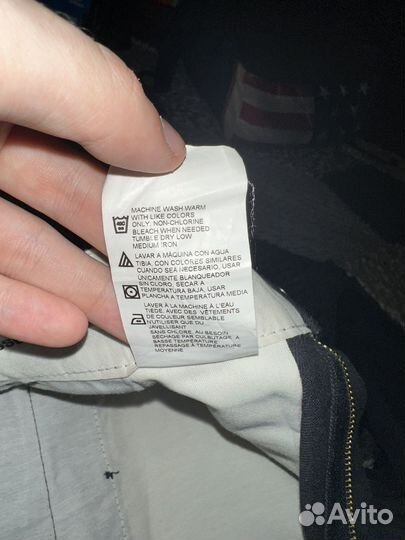 MACHINE WASH WARM
WITH LIKE COLORS
ONLY. NON-CHLORINE
BLEACH WHEN NEEDED
TUMBLE DRY LOW
MEDIUM IRON
LAVAR A MÁQUINA CON AGUA
TIBIA, CON COLORES SIMILARES
CUANDO SEA NECESARIO, USAR
ÚNICAMENTE BLANQUEADOR
SIN CLORO, SECAR A
TEMPERATURA BAJA, USAR
PLANCHA A TEMPERATURA MEDIA
LAVER À LA MACHINE À L'EAU
TIÈDE, AVEC DES VÊTEMENTS
DE COULEUR SEMBLABLE
N'UTILISER QUE DU
JAVELLISANT
SANS CHLORE, AU BESOIN
SÉCHAGE PAR CULBUTAGE, À
BASSE TEMPÉRATURE
REPASSAGE À TEMPÉRATURE
MOYENNE
Avito